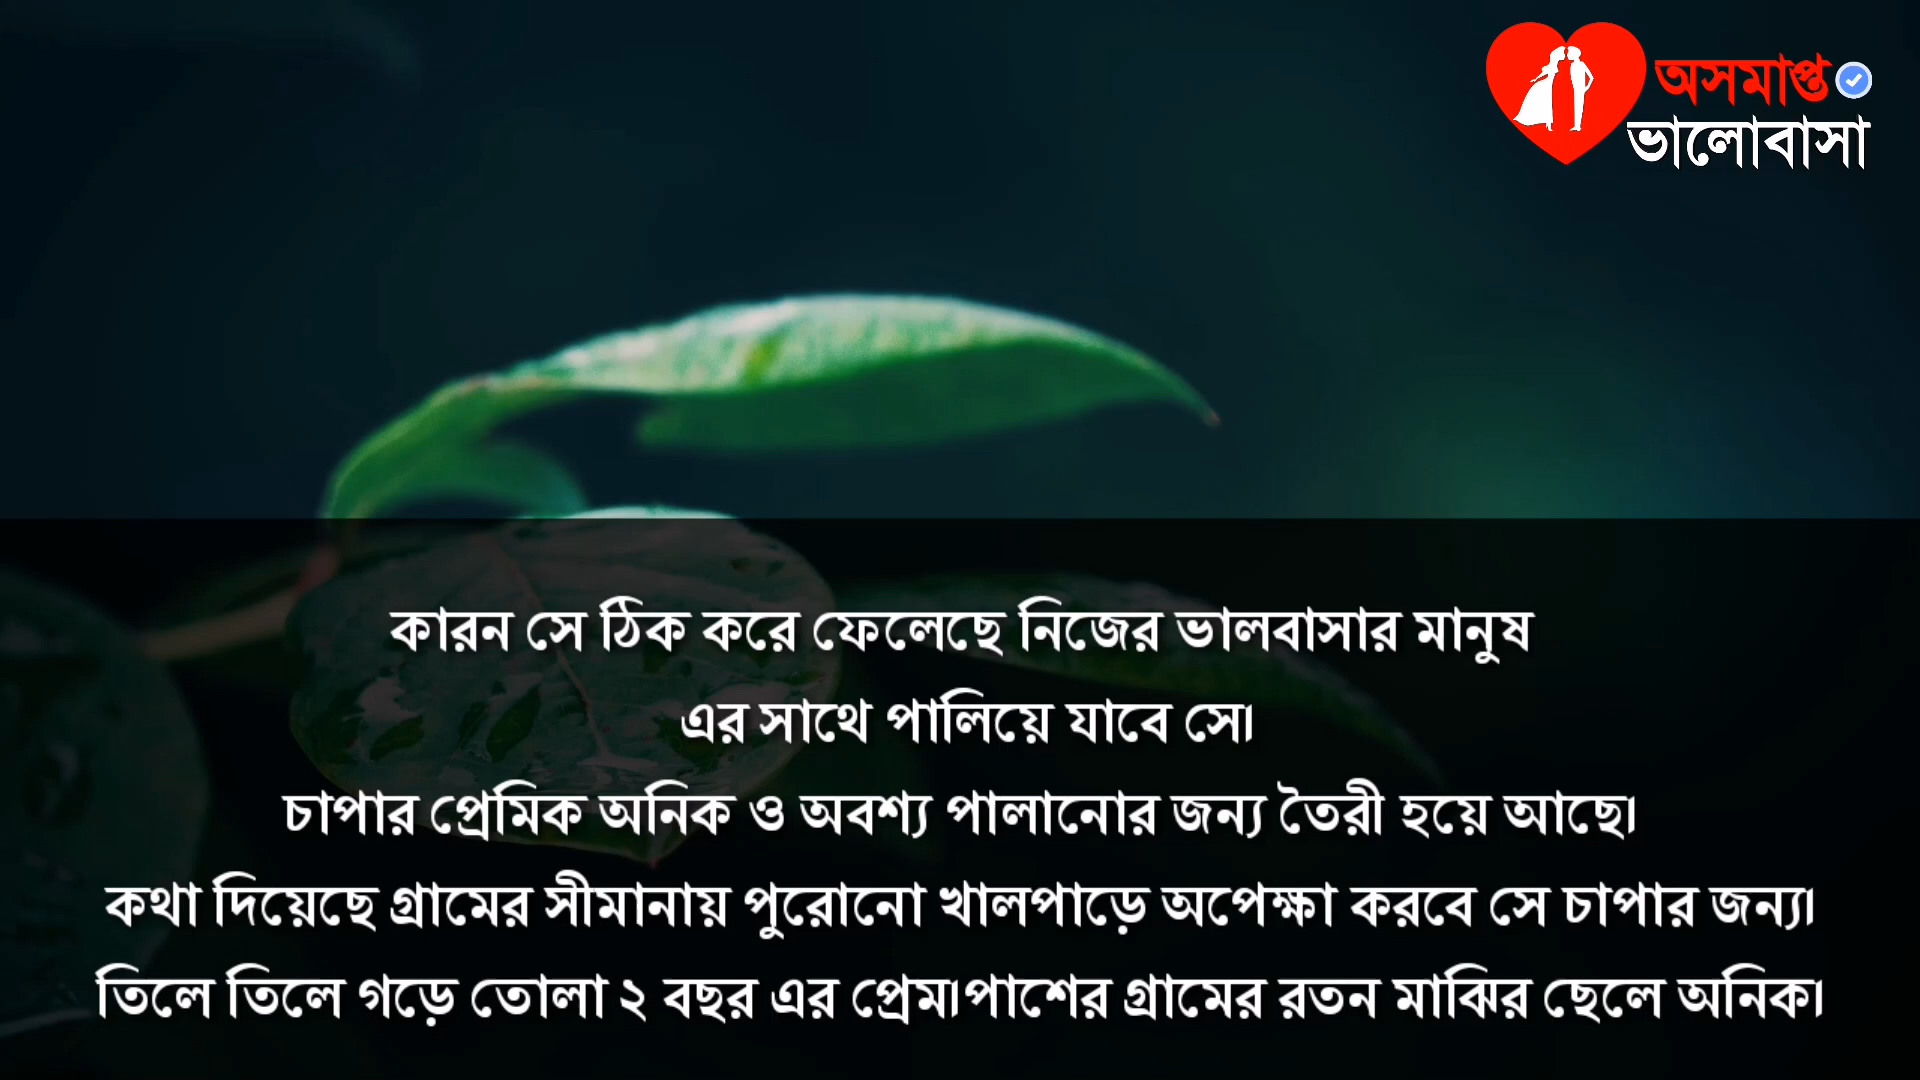 অসমাপ্ত
ভালোবাসা
কারন সে ঠিক করে ফেলেছে নিজের ভালবাসার মানুষ
এর সাথে পালিয়ে যাবে সে।
চাপার প্রেমিক অনিক ও অবশ্য পালানোর জন্য তৈরী হয়ে আছে।
কথা দিয়েছে গ্রামের সীমানায় পুরোনো খালপাড়ে অপেক্ষা করবে সে চাপার জন্য।
তিলে তিলে গড়ে তোলা ২ বছর এর প্রেম।পাশের গ্রামের রতন মাঝির ছেলে অনিক।